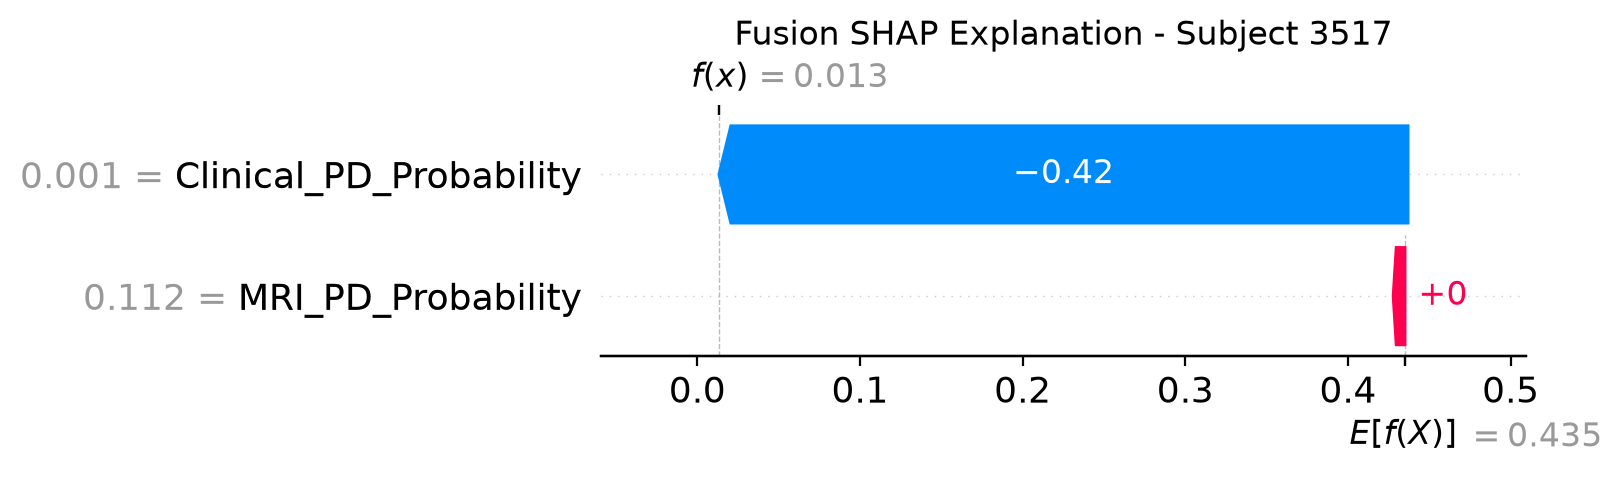 Fusion SHAP Explanation - Subject 3517
f(x) = 0.013
0.001 = Clinical_PD_Probability
−0.42
0.112 = MRI_PD_Probability
+0
0.0 0.1 0.2 0.3 0.4 0.5
E[f(X)] = 0.435